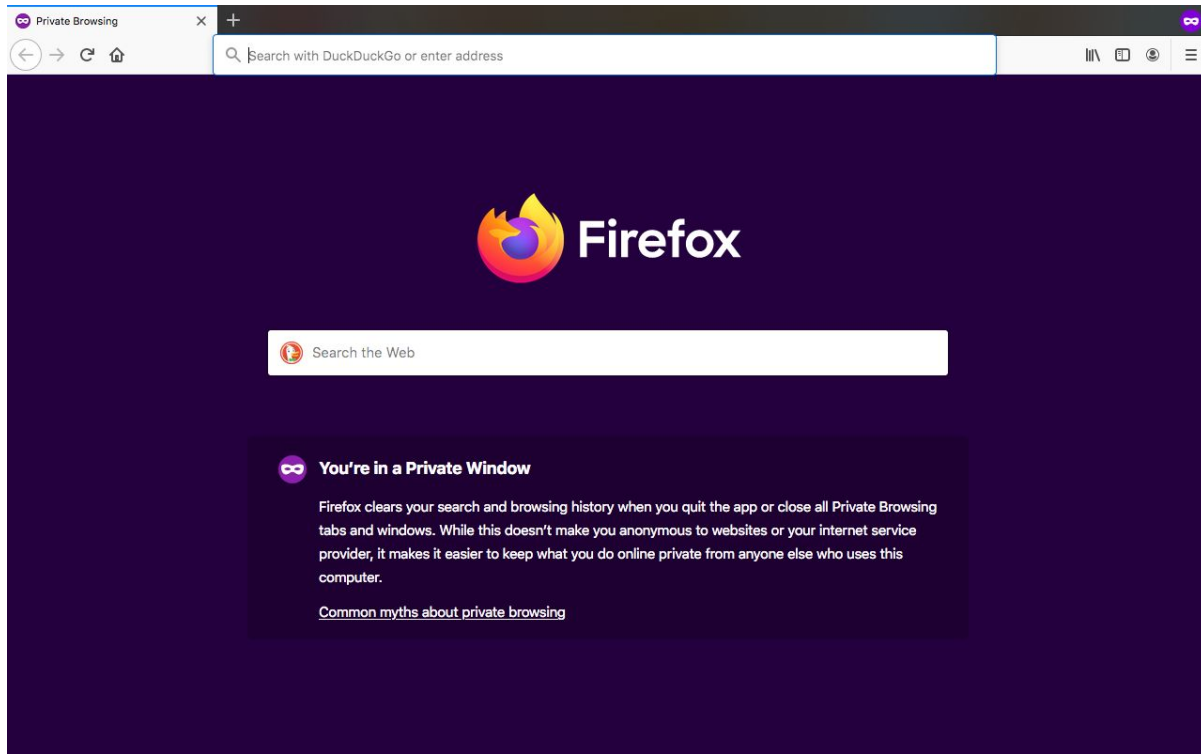 Private Browsing
Search with DuckDuckGo or enter address
Firefox
Search the Web
You're in a Private Window
Firefox clears your search and browsing history when you quit the app or close all Private Browsing
tabs and windows. While this doesn't make you anonymous to websites or your internet service
provider, it makes it easier to keep what you do online private from anyone else who uses this
computer.
Common myths about private browsing